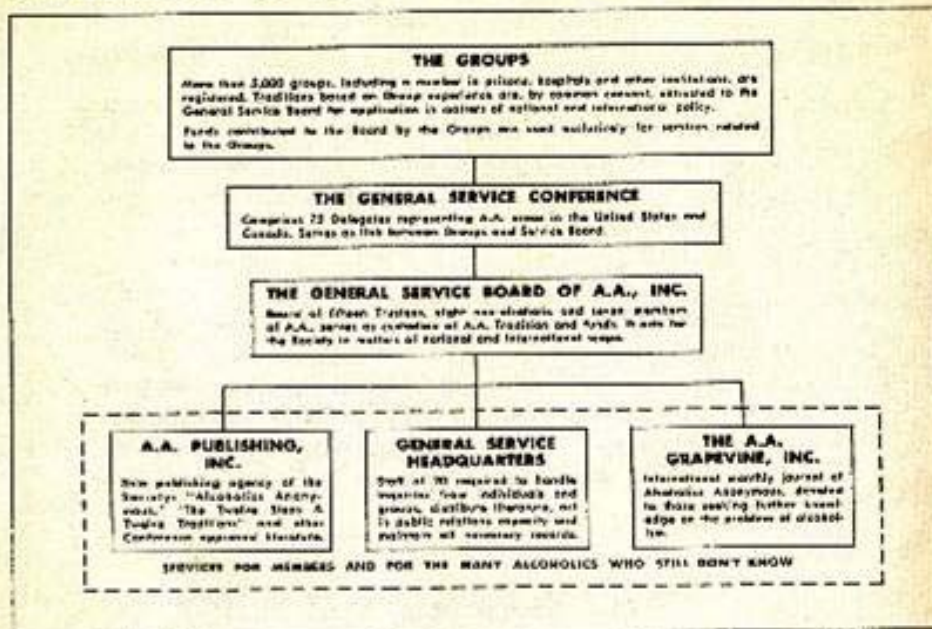 THE GROUPS
More than 5,000 groups, including a number in prisons, hospitals and other institutions, are
registered. Traditions based on Group experience are, by common consent, entrusted to the
General Service Board for application in matters of national and international policy.
Funds contributed to the Board by the Groups are used exclusively for services related
to the Groups.
THE GENERAL SERVICE CONFERENCE
Comprises 75 Delegates representing A.A. areas in the United States and
Canada. Serves as link between Groups and Service Board.
THE GENERAL SERVICE BOARD OF A.A., INC.
Board of fifteen Trustees, eight non-alcoholic and seven members
of A.A., serves as custodian of A.A. Tradition and funds. It acts for
the Society in matters of national and international scope.
A.A. PUBLISHING,
INC.
publishing agency of the
Society: "Alcoholics Anony-
mous," "The Twelve Steps &
Twelve Traditions" and other
Conference approved literature.
GENERAL SERVICE
HEADQUARTERS
Staff of required to handle
inquiries from individuals and
groups, distribute literature, act
in public relations capacity and
maintain all necessary records.
THE A.A.
GRAPEVINE, INC.
International monthly journal of
Alcoholics Anonymous, devoted
to those seeking further knowl-
edge on the problem of alcohol-
ism.
SERVICES FOR MEMBERS AND FOR THE MANY ALCOHOLICS WHO STILL DON'T KNOW